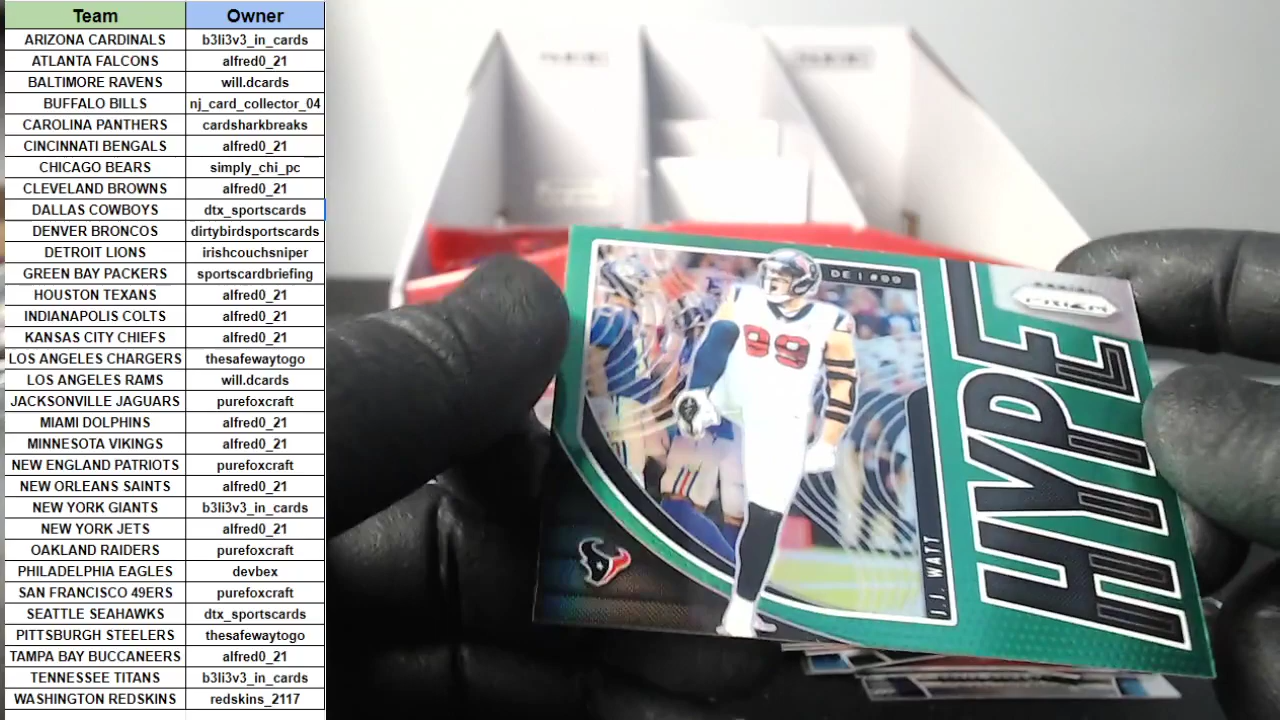 Team Owner
ARIZONA CARDINALS b3li3v3_in_cards
ATLANTA FALCONS alfred0_21
BALTIMORE RAVENS will.dcards
BUFFALO BILLS nj_card_collector_04
CAROLINA PANTHERS cardsharkbreaks
CINCINNATI BENGALS alfred0_21
CHICAGO BEARS simply_chi_pc
CLEVELAND BROWNS alfred0_21
DALLAS COWBOYS dtx_sportscards
DENVER BRONCOS dirtybirdsportscards
DETROIT LIONS irishcouchsniper
GREEN BAY PACKERS sportscardbriefing
HOUSTON TEXANS alfred0_21
INDIANAPOLIS COLTS alfred0_21
KANSAS CITY CHIEFS alfred0_21
LOS ANGELES CHARGERS thesafewaytogo
LOS ANGELES RAMS will.dcards
JACKSONVILLE JAGUARS purefoxcraft
MIAMI DOLPHINS alfred0_21
MINNESOTA VIKINGS alfred0_21
NEW ENGLAND PATRIOTS purefoxcraft
NEW ORLEANS SAINTS alfred0_21
NEW YORK GIANTS b3li3v3_in_cards
NEW YORK JETS alfred0_21
OAKLAND RAIDERS purefoxcraft
PHILADELPHIA EAGLES devbex
SAN FRANCISCO 49ERS purefoxcraft
SEATTLE SEAHAWKS dtx_sportscards
PITTSBURGH STEELERS thesafewaytogo
TAMPA BAY BUCCANEERS alfred0_21
TENNESSEE TITANS b3li3v3_in_cards
WASHINGTON REDSKINS redskins_2117
DE | #99
99
J.J. WATT
HYPE
PANINI
PRIZM